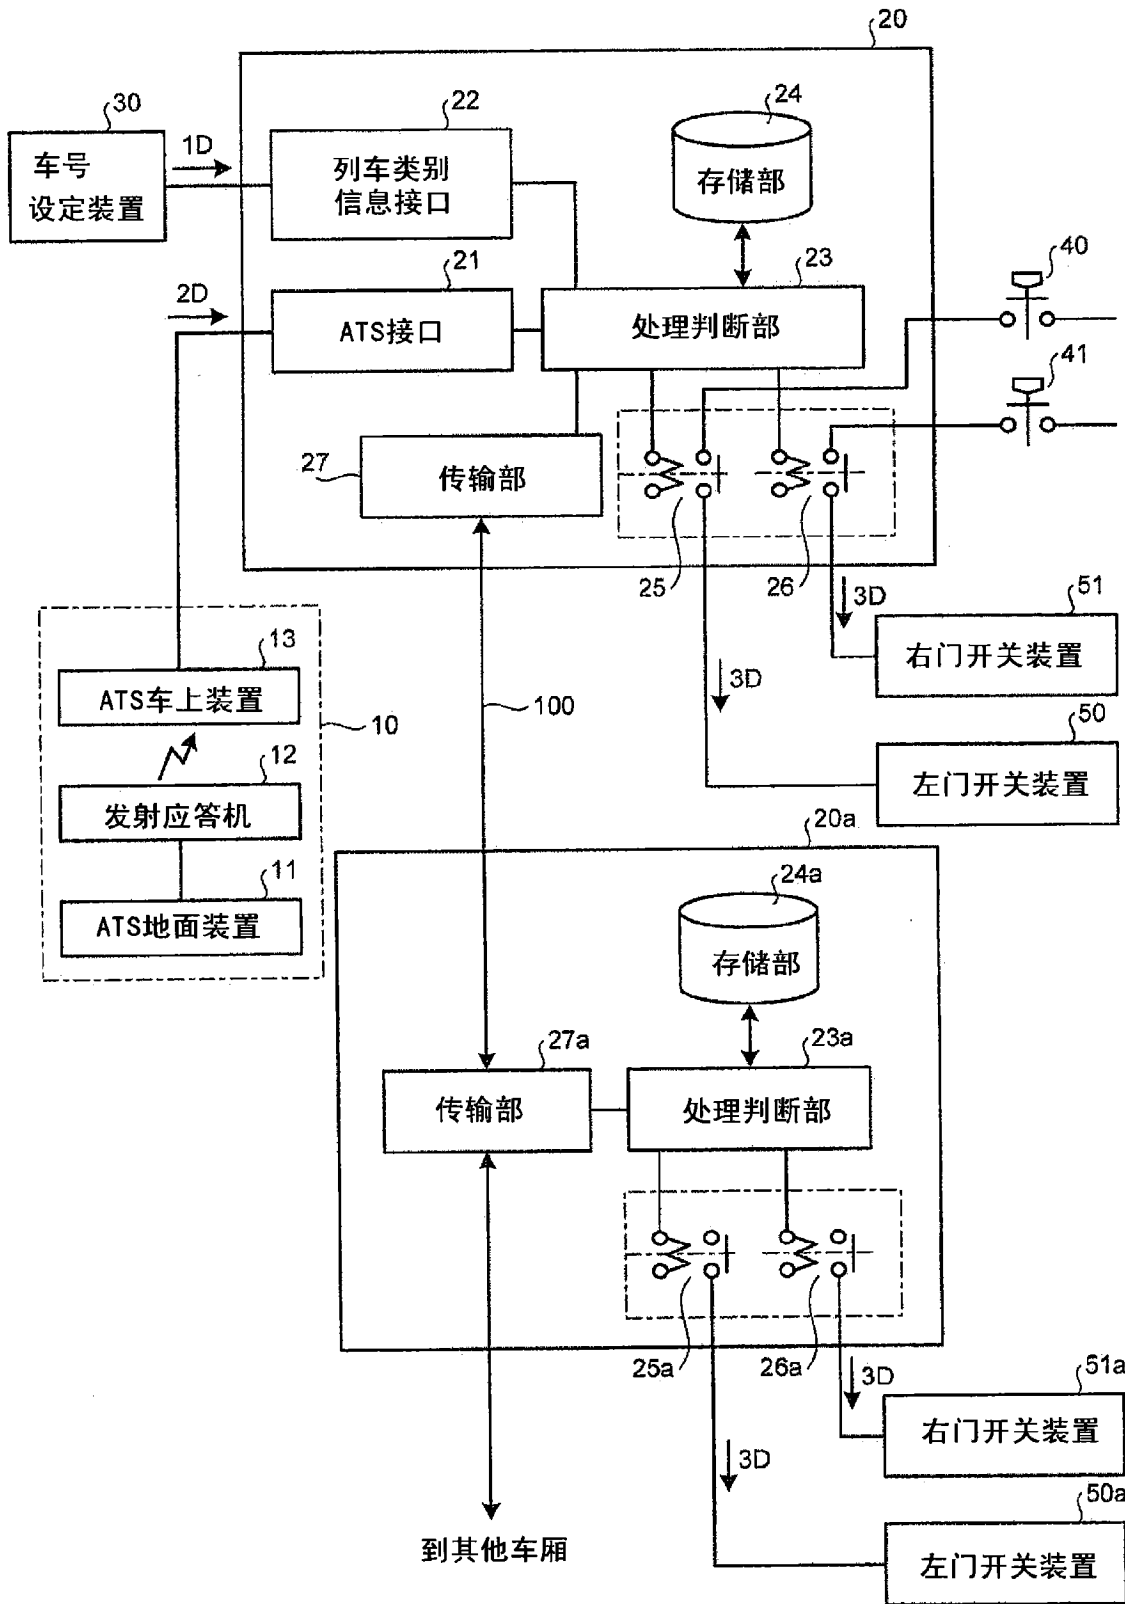 20
30
22
24
车号
设定装置
1D
列车类别
信息接口
存储部
21
23
40
2D
ATS接口
处理判断部
41
27
传输部
25
26
3D
51
右门开关装置
13
ATS车上装置
10
100
3D
50
左门开关装置
12
发射应答机
11
ATS地面装置
20a
24a
存储部
27a
23a
传输部
处理判断部
25a
26a
3D
51a
右门开关装置
3D
50a
左门开关装置
到其他车厢